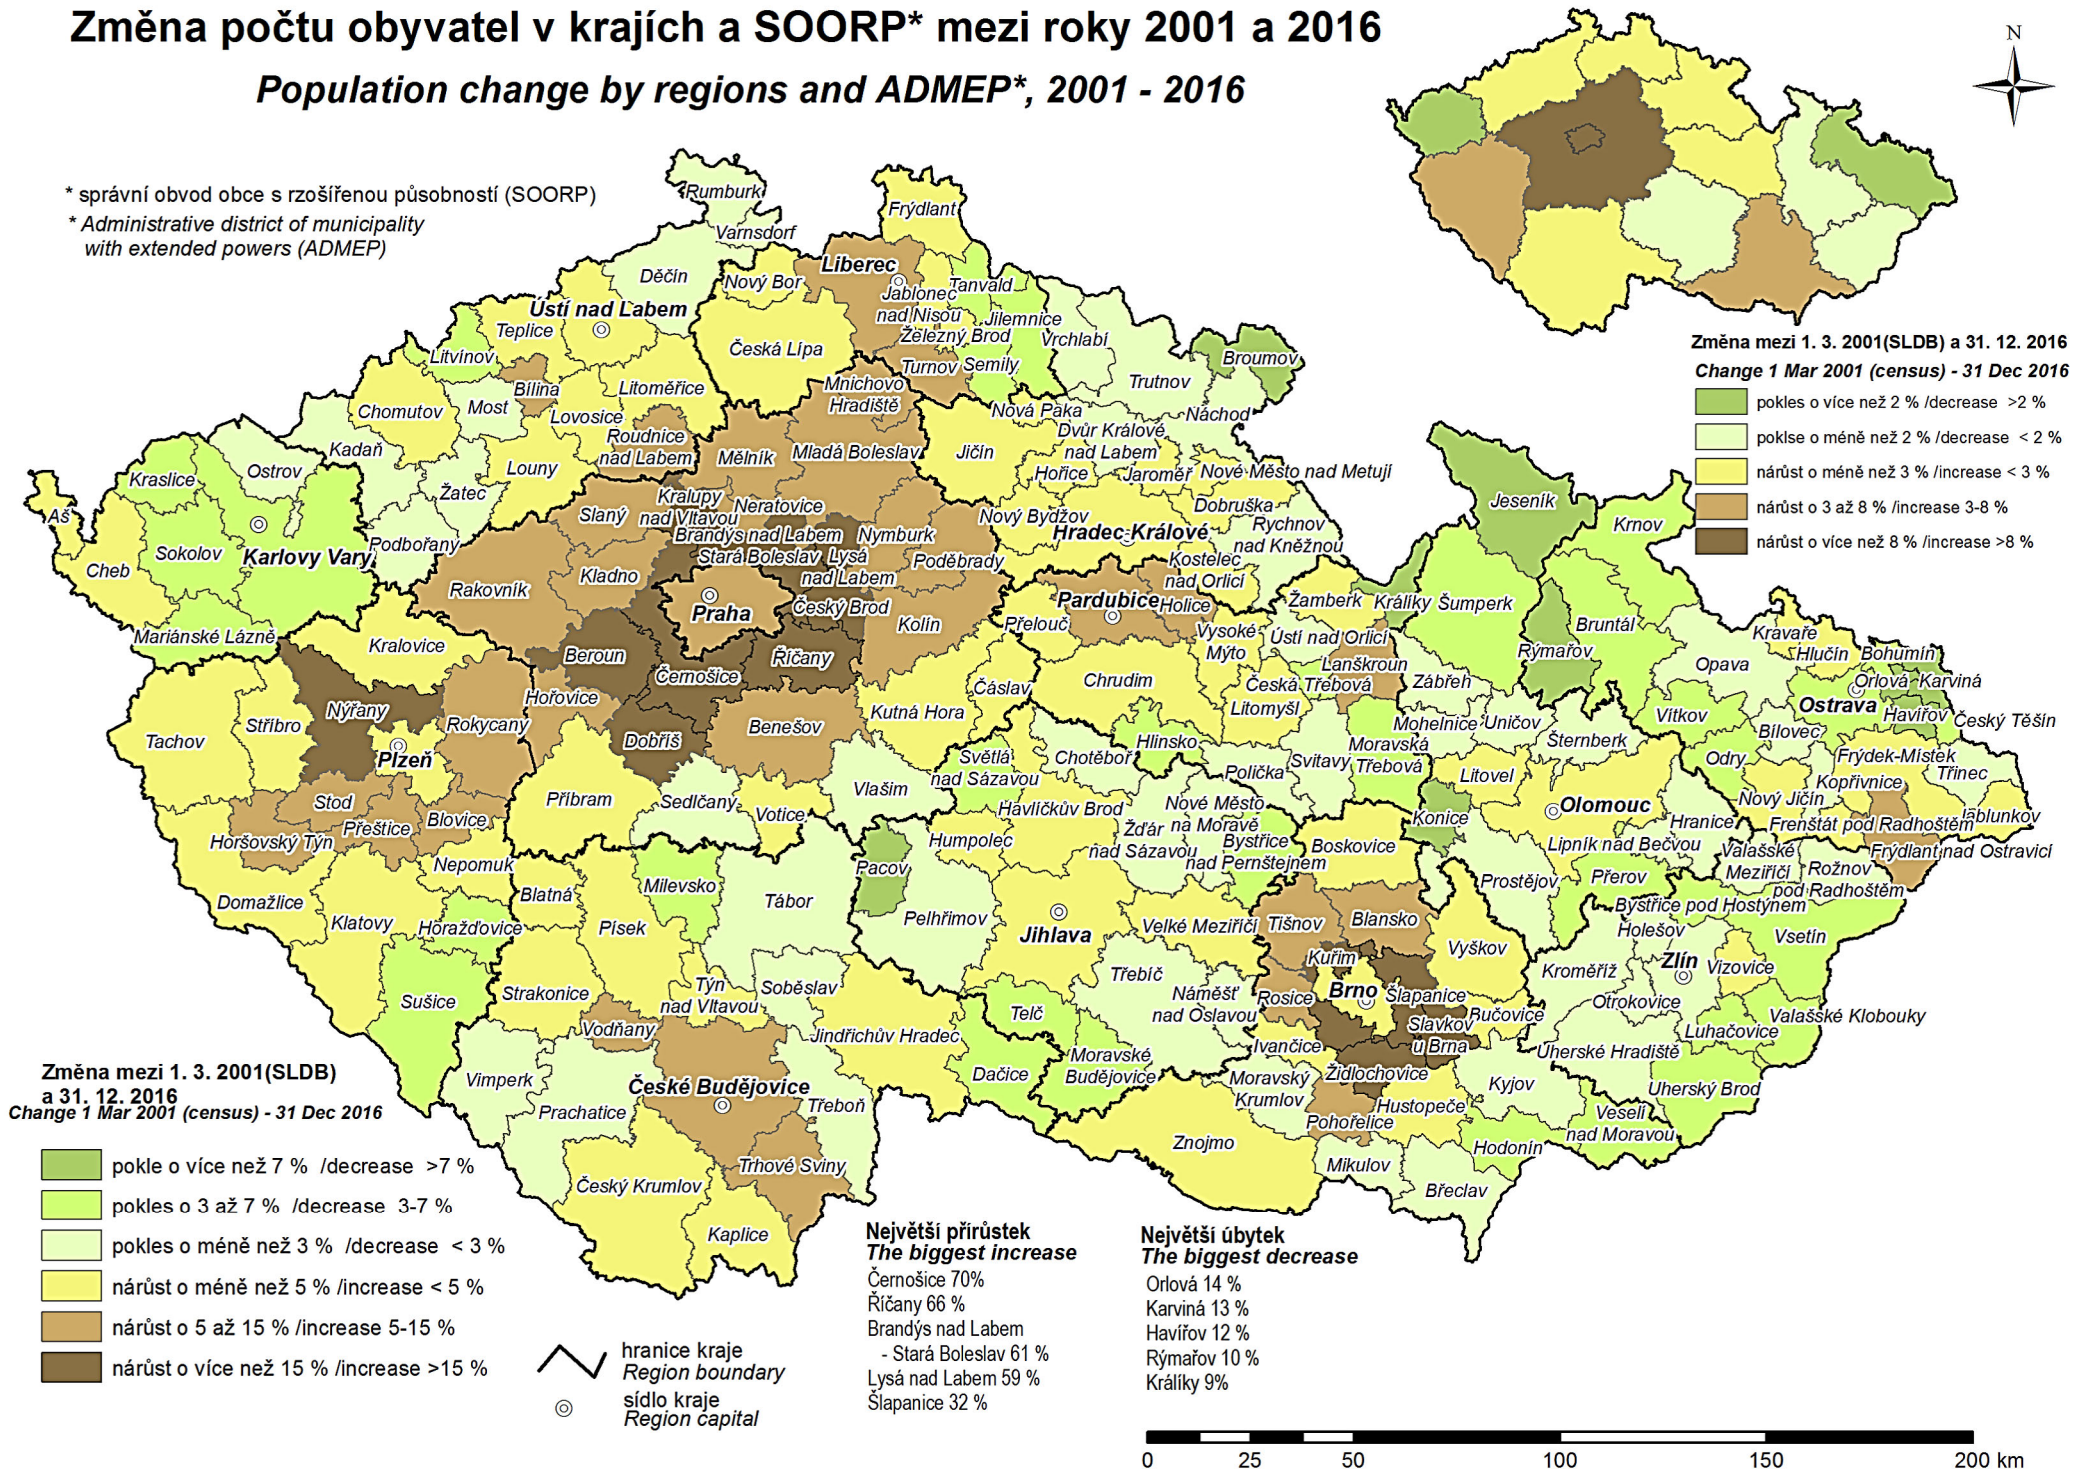 Změna počtu obyvatel v krajích a SOORP* mezi roky 2001 a 2016
Population change by regions and ADMEP*, 2001 - 2016
N
* správní obvod obce s rzošířenou působností (SOORP)
* Administrative district of municipality
with extended powers (ADMEP)
Změna mezi 1. 3. 2001(SLDB) a 31. 12. 2016
Change 1 Mar 2001 (census) - 31 Dec 2016
pokles o více než 2 % /decrease >2 %
poklse o méně než 2 % /decrease < 2 %
nárůst o méně než 3 % /increase < 3 %
nárůst o 3 až 8 % /increase 3-8 %
nárůst o více než 8 % /increase >8 %
Rumburk
Varnsdorf
Děčín
Frýdlant
Liberec
Nový Bor
Jablonec
nad Nisou
Tanvald
Ústí nad Labem
Teplice
Litvínov
Česká Lípa
Železný Brod
Jilemnice
Vrchlabí
Turnov
Semily
Trutnov
Broumov
Náchod
Chomutov
Most
Bílina
Litoměřice
Lovosice
Roudnice
nad Labem
Mnichovo
Hradiště
Mělník
Mladá Boleslav
Jičín
Nová Paka
Dvůr Králové
nad Labem
Hořice
Jaroměř
Nové Město nad Metují
Dobruška
Kadaň
Louny
Žatec
Podbořany
Kraslice
Ostrov
Aš
Cheb
Sokolov
Karlovy Vary
Mariánské Lázně
Slaný
Kralupy
nad Vltavou
Neratovice
Brandýs nad Labem
Stará Boleslav
Lysá
nad Labem
Nymburk
Poděbrady
Nový Bydžov
Hradec Králové
Rychnov
nad Kněžnou
Kostelec
nad Orlicí
Rakovník
Kladno
Praha
Český Brod
Kolín
Pardubice
Holice
Přelouč
Žamberk
Králíky
Šumperk
Jeseník
Krnov
Bruntál
Rýmařov
Kralovice
Beroun
Černošice
Říčany
Vysoké
Mýto
Ústí nad Orlicí
Lanškroun
Česká Třebová
Zábřeh
Opava
Kravaře
Hlučín
Bohumín
Orlová
Karviná
Havířov
Český Těšín
Ostrava
Vítkov
Bílovec
Odry
Tachov
Stříbro
Nýřany
Plzeň
Rokycany
Hořovice
Dobříš
Benešov
Kutná Hora
Čáslav
Chrudim
Litomyšl
Hlinsko
Mohelnice
Uničov
Šternberk
Moravská
Třebová
Svitavy
Polička
Chotěboř
Světlá
nad Sázavou
Litovel
Olomouc
Nový Jičín
Kopřivnice
Frýdek-Místek
Třinec
Jablunkov
Frenštát pod Radhoštěm
Frýdlant nad Ostravicí
Hranice
Lipník nad Bečvou
Valašské
Meziříčí
Rožnov
pod Radhoštěm
Stod
Horšovský Týn
Přeštice
Blovice
Nepomuk
Příbram
Sedlčany
Votice
Vlašim
Havlíčkův Brod
Humpolec
Žďár
nad Sázavou
Nové Město
na Moravě
Bystřice
nad Pernštejnem
Boskovice
Konice
Prostějov
Přerov
Bystřice pod Hostýnem
Holešov
Vsetín
Domažlice
Klatovy
Horažďovice
Blatná
Písek
Milevsko
Tábor
Pacov
Pelhřimov
Jihlava
Velké Meziříčí
Tišnov
Blansko
Vyškov
Kroměříž
Zlín
Vizovice
Otrokovice
Luhačovice
Valašské Klobouky
Sušice
Strakonice
Týn
nad Vltavou
Soběslav
Vodňany
Jindřichův Hradec
Telč
Třebíč
Náměšť
nad Oslavou
Kuřim
Brno
Šlapanice
Rosice
Slavkov
u Brna
Bučovice
Ivančice
Židlochovice
Uherské Hradiště
Uherský Brod
Vimperk
Prachatice
České Budějovice
Třeboň
Dačice
Moravské
Budějovice
Moravský
Krumlov
Pohořelice
Hustopeče
Kyjov
Veselí
nad Moravou
Hodonín
Znojmo
Mikulov
Břeclav
Český Krumlov
Trhové Sviny
Kaplice
Změna mezi 1. 3. 2001(SLDB)
a 31. 12. 2016
Change 1 Mar 2001 (census) - 31 Dec 2016
pokle o více než 7 % /decrease >7 %
pokles o 3 až 7 % /decrease 3-7 %
pokles o méně než 3 % /decrease < 3 %
nárůst o méně než 5 % /increase < 5 %
nárůst o 5 až 15 % /increase 5-15 %
nárůst o více než 15 % /increase >15 %
hranice kraje
Region boundary
sídlo kraje
Region capital
Největší přírůstek
The biggest increase
Černošice 70%
Říčany 66 %
Brandýs nad Labem
- Stará Boleslav 61 %
Lysá nad Labem 59 %
Šlapanice 32 %
Největší úbytek
The biggest decrease
Orlová 14 %
Karviná 13 %
Havířov 12 %
Rýmařov 10 %
Králíky 9%
0 25 50 100 150 200 km